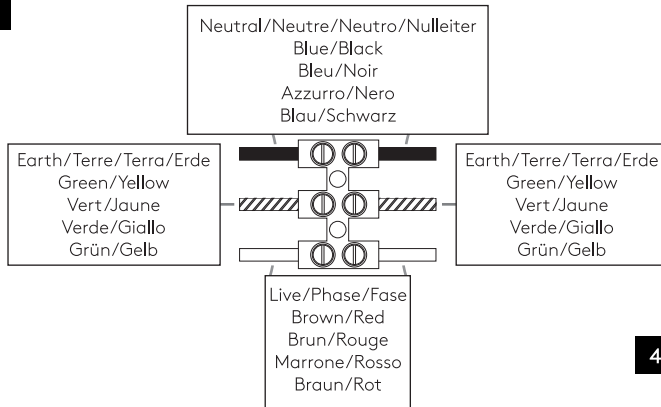 Neutral/Neutre/Neutro/Nulleiter
Blue/Black
Bleu/Noir
Azzurro/Nero
Blau/Schwarz
Earth/Terre/Terra/Erde
Green/Yellow
Vert/Jaune
Verde/Giallo
Grün/Gelb
Earth/Terre/Terra/Erde
Green/Yellow
Vert/Jaune
Verde/Giallo
Grün/Gelb
Live/Phase/Fase
Brown/Red
Brun/Rouge
Marrone/Rosso
Braun/Rot
4